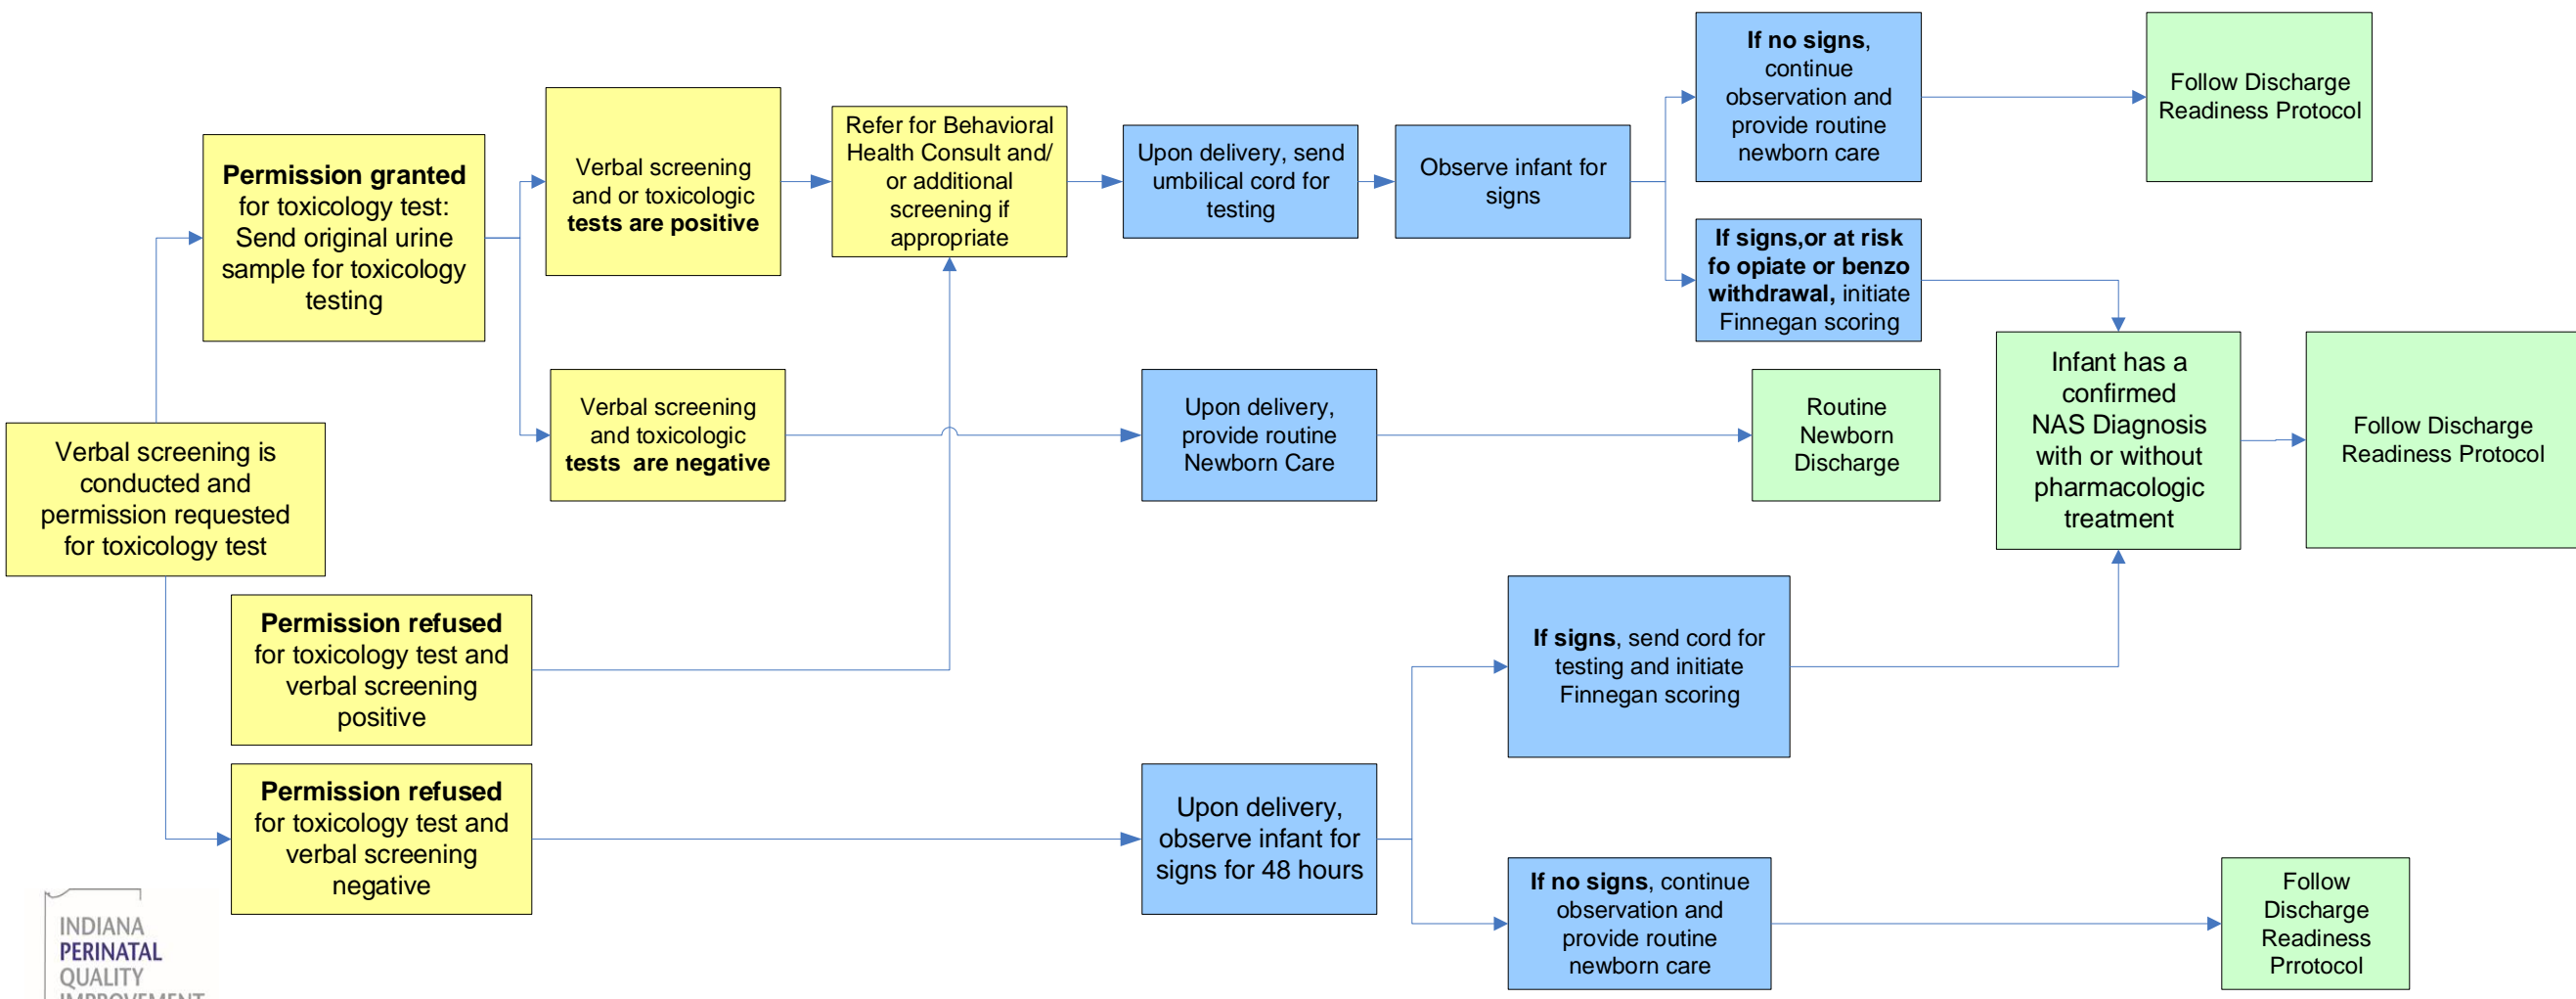 Verbal screening is
conducted and
permission requested
for toxicology test
Permission granted
for toxicology test:
Send original urine
sample for toxicology
testing
Verbal screening
and or toxicologic
tests are positive
Refer for Behavioral
Health Consult and/
or additional
screening if
appropriate
Upon delivery, send
umbilical cord for
testing
Observe infant for
signs
If no signs,
continue
observation and
provide routine
newborn care
Follow Discharge
Readiness Protocol
If signs,or at risk
fo opiate or benzo
withdrawal, initiate
Finnegan scoring
Verbal screening
and toxicologic
tests are negative
Upon delivery,
provide routine
Newborn Care
Routine
Newborn
Discharge
Infant has a
confirmed
NAS Diagnosis
with or without
pharmacologic
treatment
Follow Discharge
Readiness Protocol
Permission refused
for toxicology test and
verbal screening
positive
If signs, send cord for
testing and initiate
Finnegan scoring
Permission refused
for toxicology test and
verbal screening
negative
Upon delivery,
observe infant for
signs for 48 hours
If no signs, continue
observation and
provide routine
newborn care
Follow
Discharge
Readiness
Prrotocol
INDIANA
PERINATAL
QUALITY
IMPROVEMENT